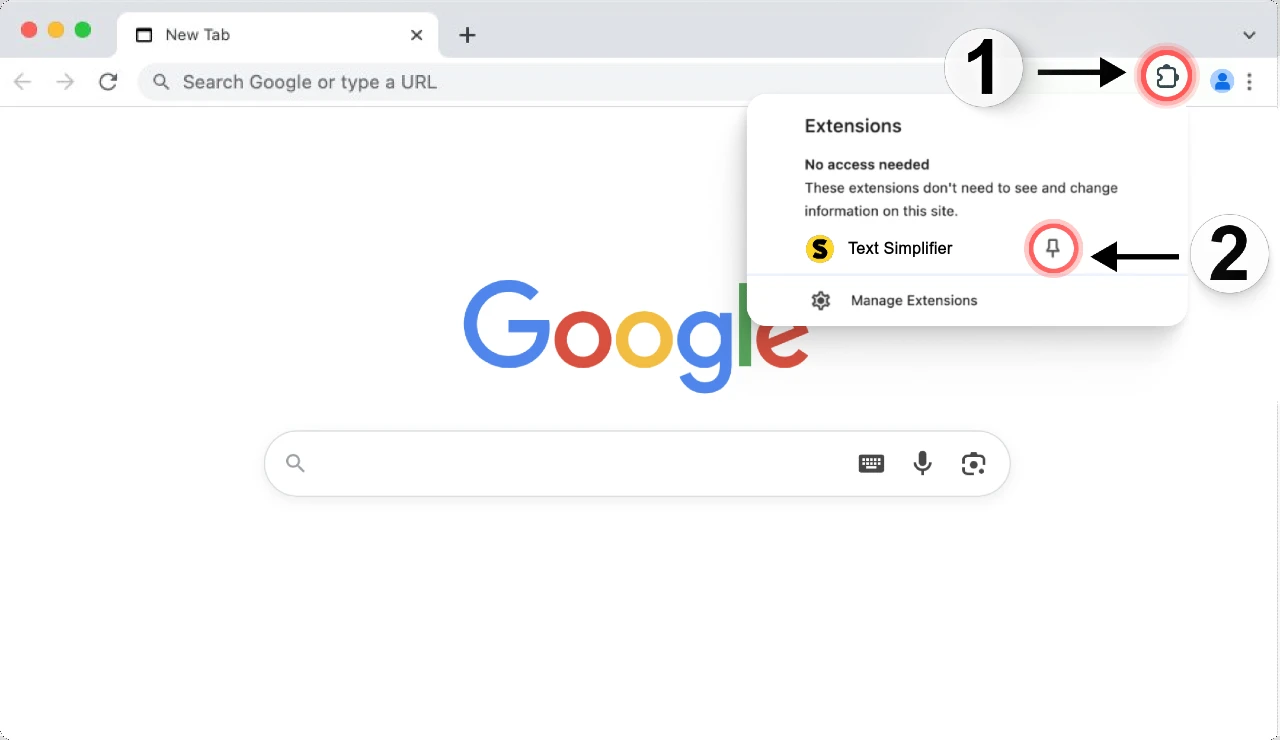 New Tab
Search Google or type a URL
1
Extensions
No access needed
These extensions don't need to see and change
information on this site.
S Text Simplifier
2
Manage Extensions
Google